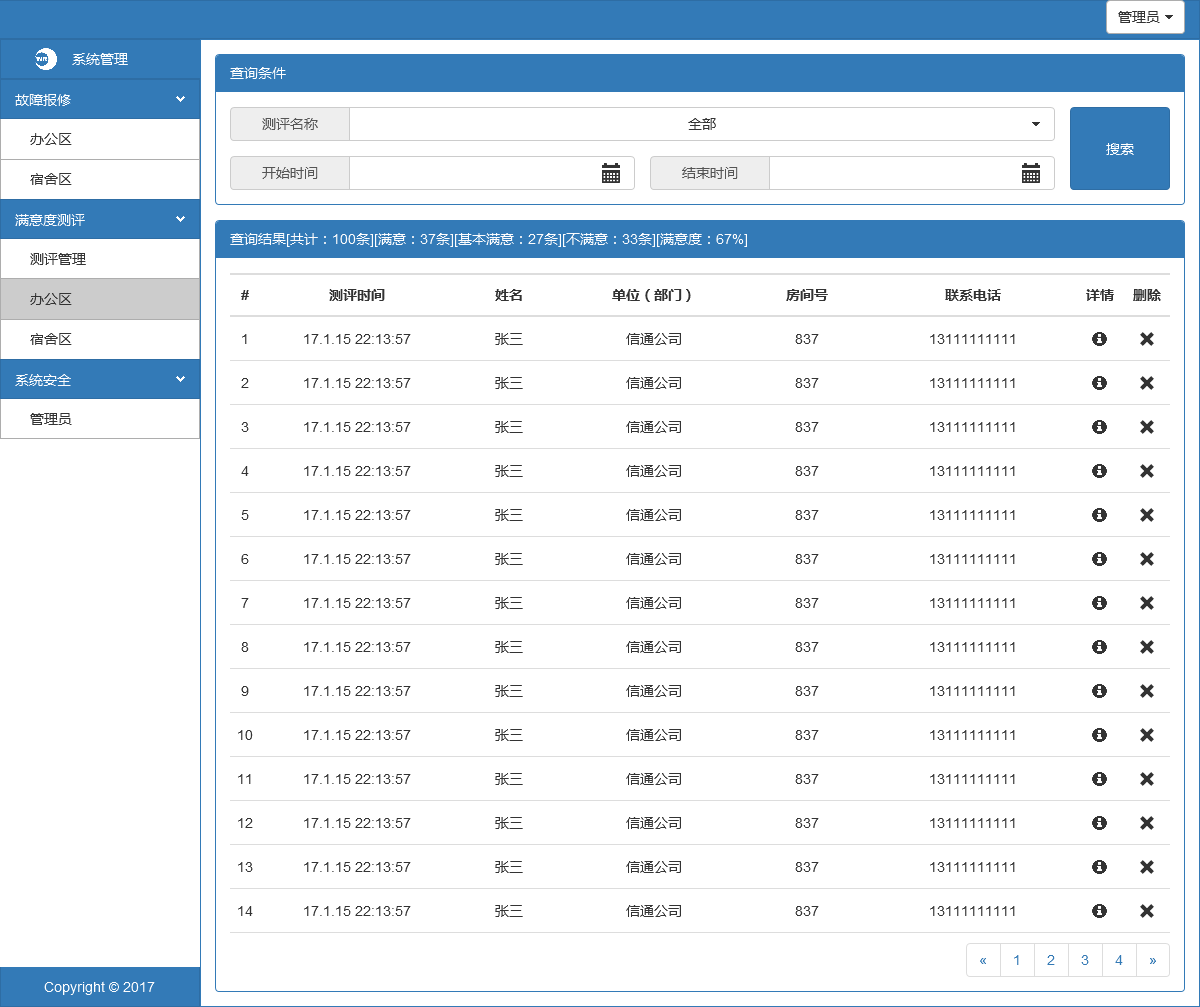 管理员
系统管理
故障报修
办公区
宿舍区
满意度测评
测评管理
办公区
宿舍区
系统安全
管理员
Copyright © 2017
查询条件
测评名称 全部
开始时间 结束时间
搜索
查询结果[共计：100条][满意：37条][基本满意：27条][不满意：33条][满意度：67%]
# 测评时间 姓名 单位（部门） 房间号 联系电话 详情 删除
1 17.1.15 22:13:57 张三 信通公司 837 13111111111
2 17.1.15 22:13:57 张三 信通公司 837 13111111111
3 17.1.15 22:13:57 张三 信通公司 837 13111111111
4 17.1.15 22:13:57 张三 信通公司 837 13111111111
5 17.1.15 22:13:57 张三 信通公司 837 13111111111
6 17.1.15 22:13:57 张三 信通公司 837 13111111111
7 17.1.15 22:13:57 张三 信通公司 837 13111111111
8 17.1.15 22:13:57 张三 信通公司 837 13111111111
9 17.1.15 22:13:57 张三 信通公司 837 13111111111
10 17.1.15 22:13:57 张三 信通公司 837 13111111111
11 17.1.15 22:13:57 张三 信通公司 837 13111111111
12 17.1.15 22:13:57 张三 信通公司 837 13111111111
13 17.1.15 22:13:57 张三 信通公司 837 13111111111
14 17.1.15 22:13:57 张三 信通公司 837 13111111111
« 1 2 3 4 »